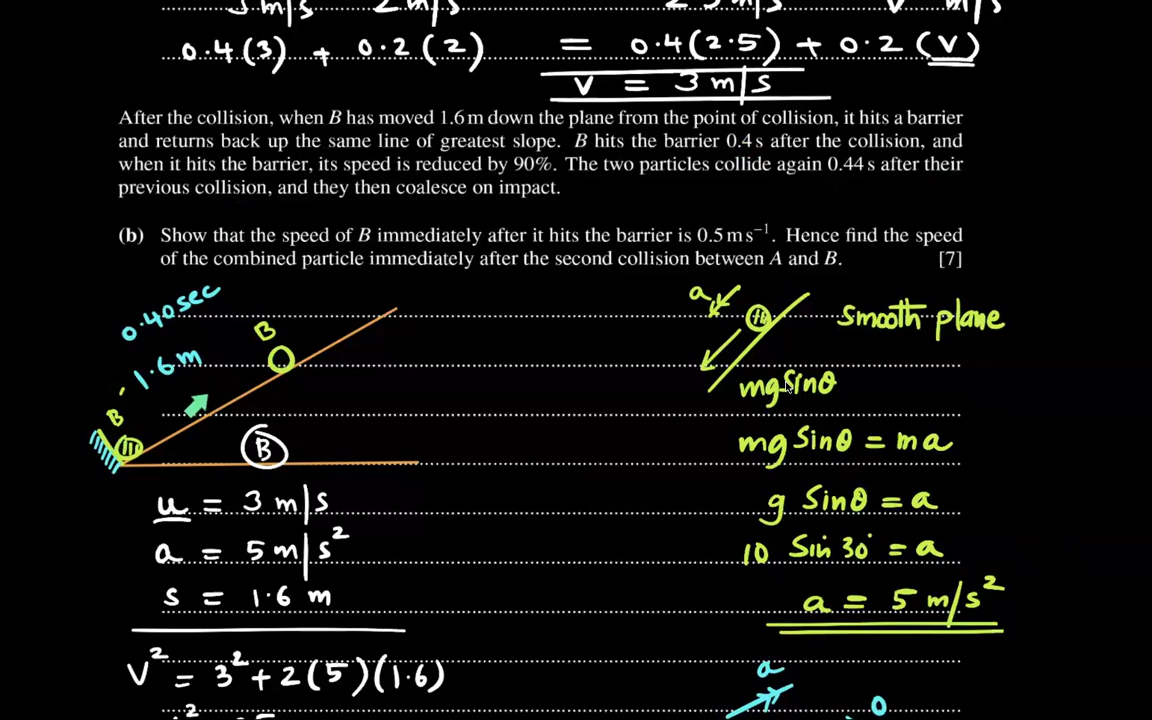 3 m/s 2 m/s 2.5 m/s V m/s
0.4(3) + 0.2(2) = 0.4(2.5) + 0.2(V)
V = 3 m/s
After the collision, when B has moved 1.6 m down the plane from the point of collision, it hits a barrier
and returns back up the same line of greatest slope. B hits the barrier 0.4 s after the collision, and
when it hits the barrier, its speed is reduced by 90%. The two particles collide again 0.44 s after their
previous collision, and they then coalesce on impact.
(b) Show that the speed of B immediately after it hits the barrier is 0.5 m s⁻¹. Hence find the speed
of the combined particle immediately after the second collision between A and B. [7]
0.40sec
B
1.6m
B
B
a
smooth plane
mg sinθ
mg Sinθ = ma
g Sinθ = a
10 Sin 30° = a
a = 5 m/s²
u = 3 m/s
a = 5 m/s²
s = 1.6 m
V² = 3² + 2(5)(1.6)
a
0